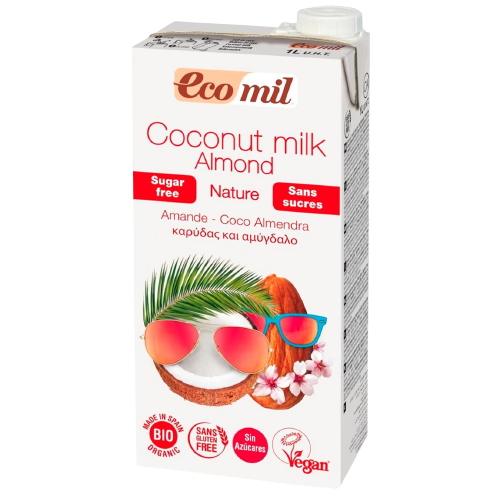 1L U.H.T.
ecomil
Coconut milk
Almond
Sugar
free
Nature
Sans
sucres
Amande - Coco Almendra
καρύδας και αμύγδαλο
MADE IN SPAIN
BIO
ORGANIC
SANS
GLUTEN
FREE
Sin
Azúcares
Vegan